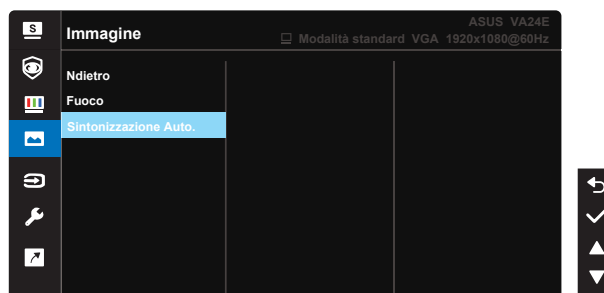 S
Immagine
ASUS VA24E
Modalità standard VGA 1920x1080@60Hz
Ndietro
Fuoco
Sintonizzazione Auto.